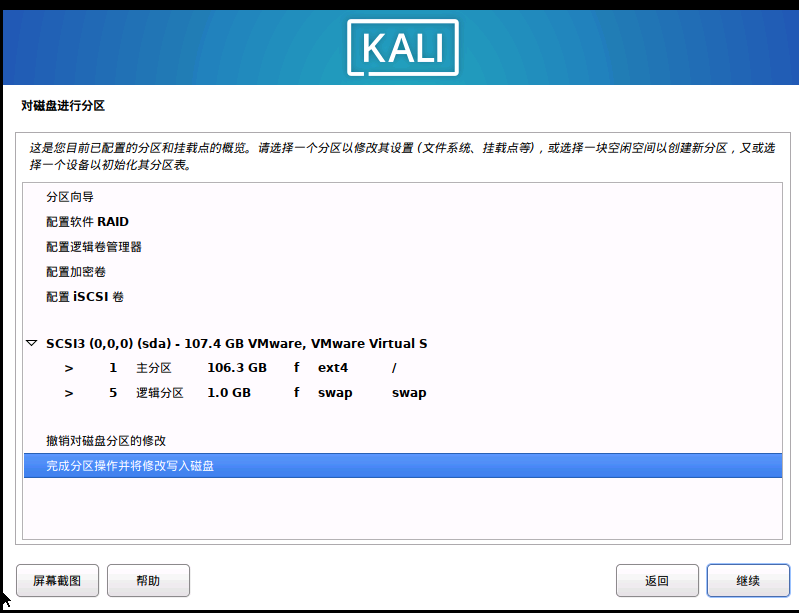 KALI
对磁盘进行分区
这是您目前已配置的分区和挂载点的概览。请选择一个分区以修改其设置 (文件系统、挂载点等)，或选择一块空闲空间以创建新分区，又或选
择一个设备以初始化其分区表。
分区向导
配置软件 RAID
配置逻辑卷管理器
配置加密卷
配置 iSCSI 卷
SCSI3 (0,0,0) (sda) - 107.4 GB VMware, VMware Virtual S
> 1 主分区 106.3 GB f ext4 /
> 5 逻辑分区 1.0 GB f swap swap
撤销对磁盘分区的修改
完成分区操作并将修改写入磁盘
屏幕截图 帮助 返回 继续